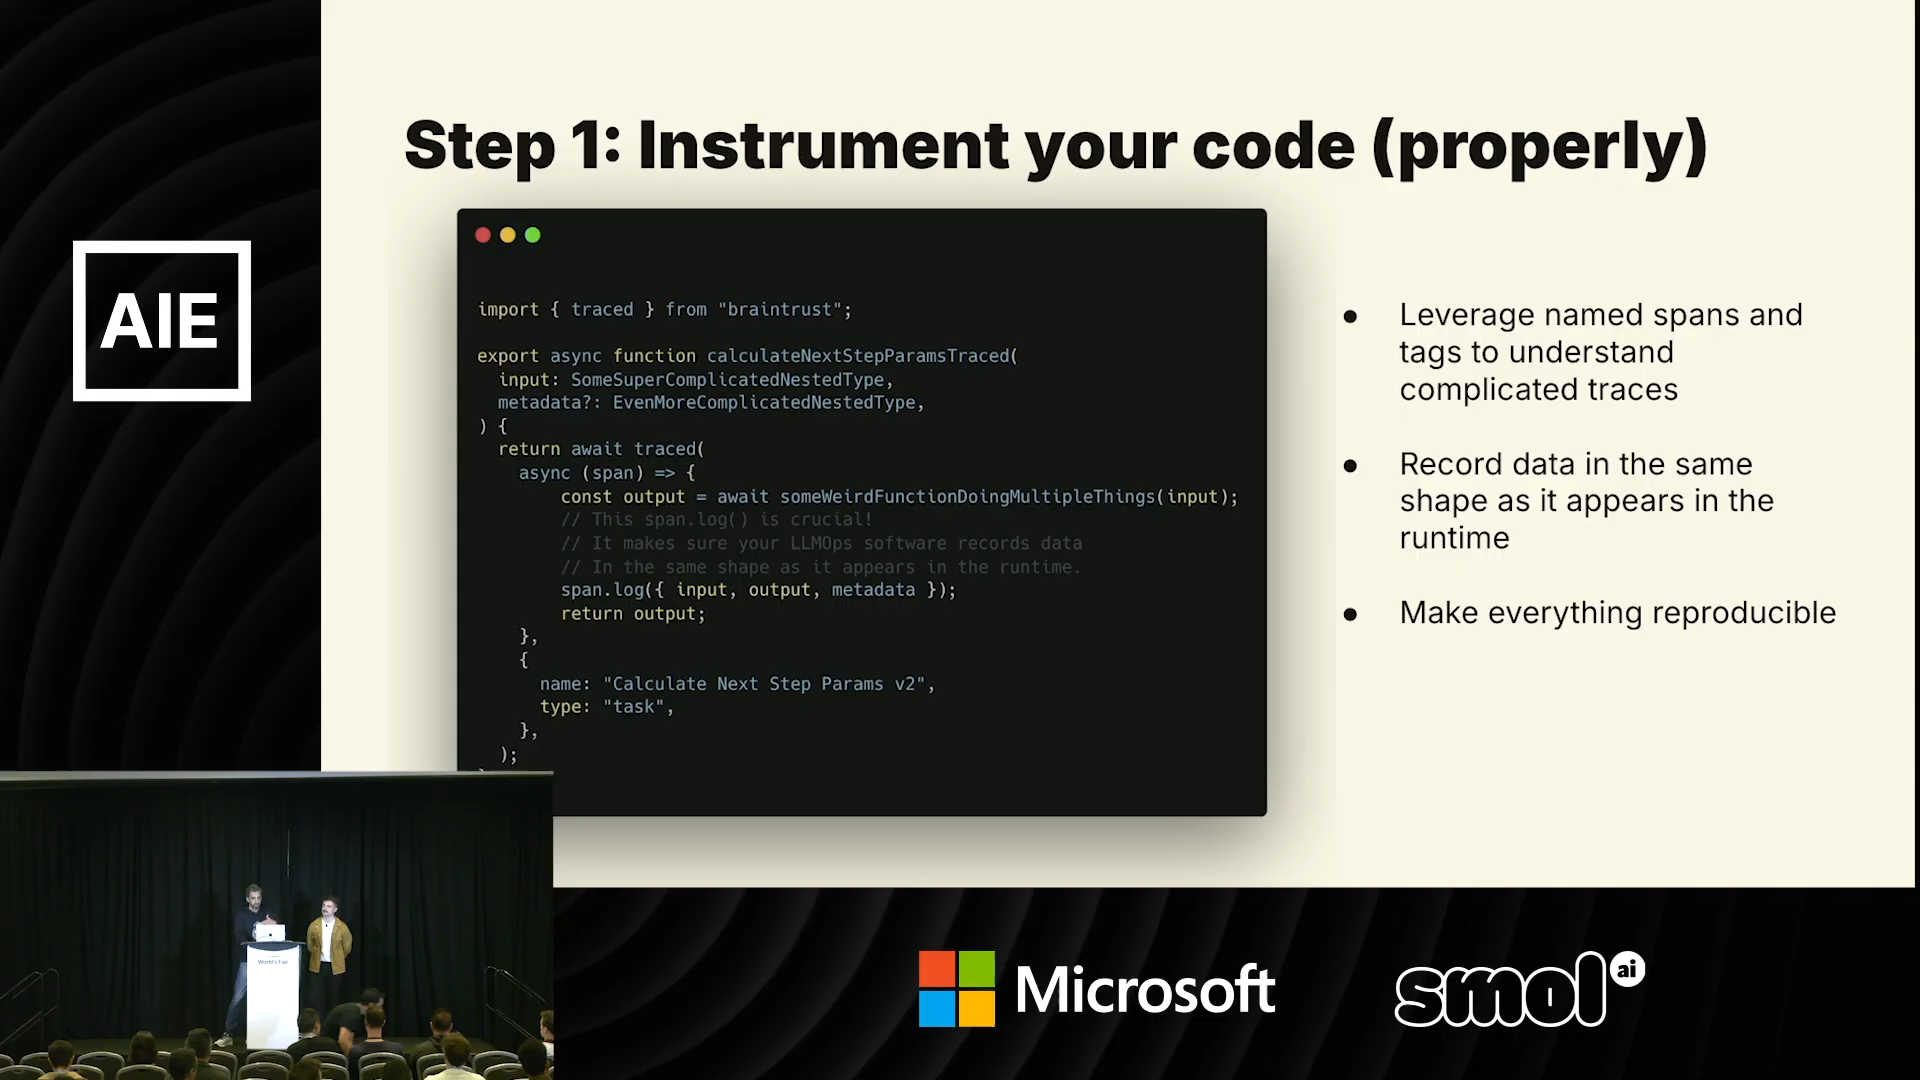 AIE
Step 1: Instrument your code (properly)
import { traced } from "braintrust";
export async function calculateNextStepParamsTraced(
input: SomeSuperComplicatedNestedType,
metadata?: EvenMoreComplicatedNestedType,
) {
return await traced(
async (span) => {
const output = await someWeirdFunctionDoingMultipleThings(input);
// This span.log() is crucial!
// It makes sure your LLMOps software records data
// In the same shape as it appears in the runtime.
span.log({ input, output, metadata });
return output;
},
{
name: "Calculate Next Step Params v2",
type: "task",
},
);
● Leverage named spans and
tags to understand
complicated traces
● Record data in the same
shape as it appears in the
runtime
● Make everything reproducible
World's Fair
Microsoft
smol ai